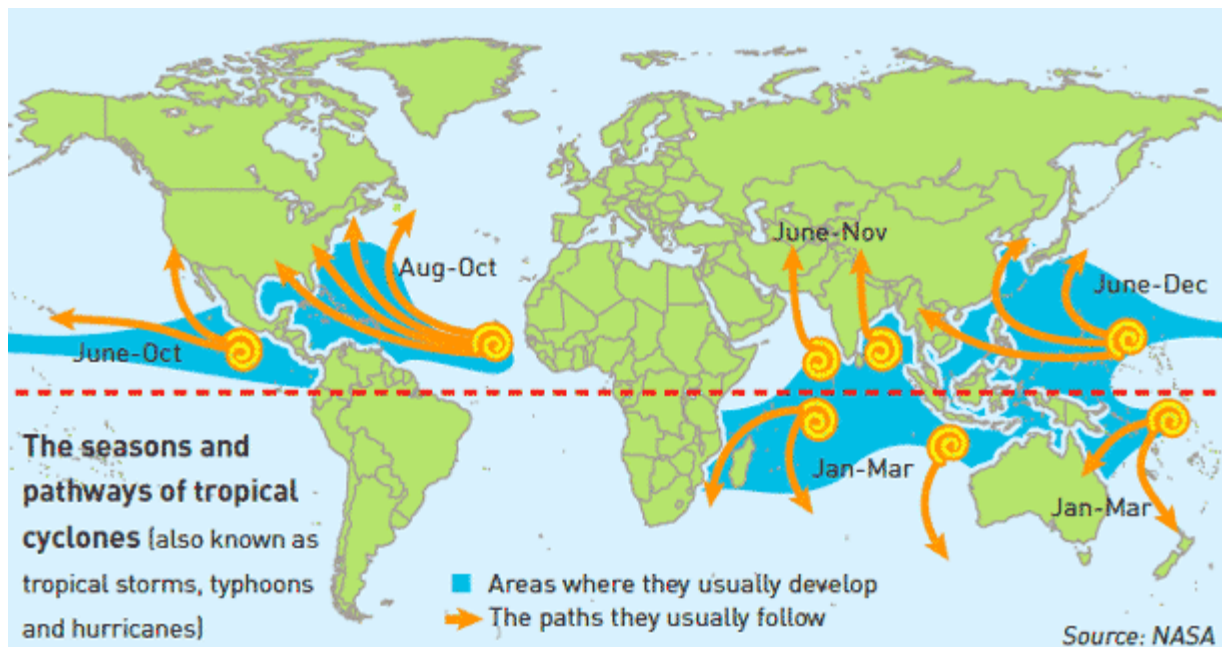 June-Nov
Aug-Oct
June-Dec
June-Oct
The seasons and
pathways of tropical
cyclones (also known as
tropical storms, typhoons
and hurricanes)
Jan-Mar
Jan-Mar
Areas where they usually develop
The paths they usually follow
Source: NASA